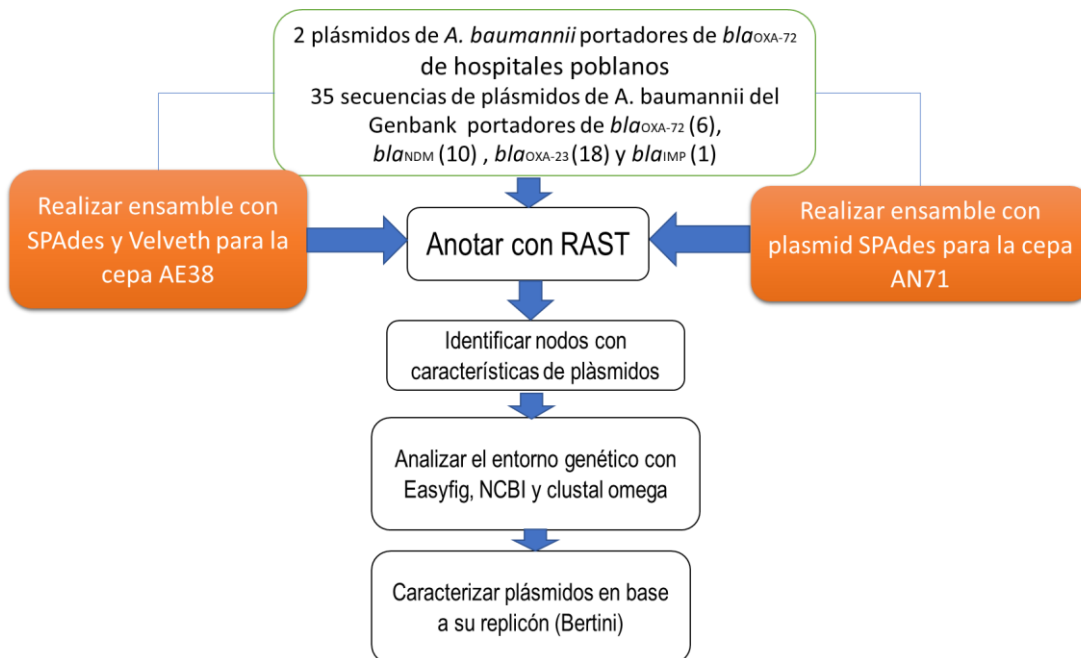 2 plásmidos de A. baumannii portadores de blaOXA-72
de hospitales poblanos
35 secuencias de plásmidos de A. baumannii del
Genbank portadores de blaOXA-72 (6),
blaNDM (10) , blaOXA-23 (18) y blaIMP (1)
Realizar ensamble con
SPAdes y Velveth para la
cepa AE38
Anotar con RAST
Realizar ensamble con
plasmid SPAdes para la cepa
AN71
Identificar nodos con
características de plàsmidos
Analizar el entorno genético con
Easyfig, NCBI y clustal omega
Caracterizar plásmidos en base
a su replicón (Bertini)